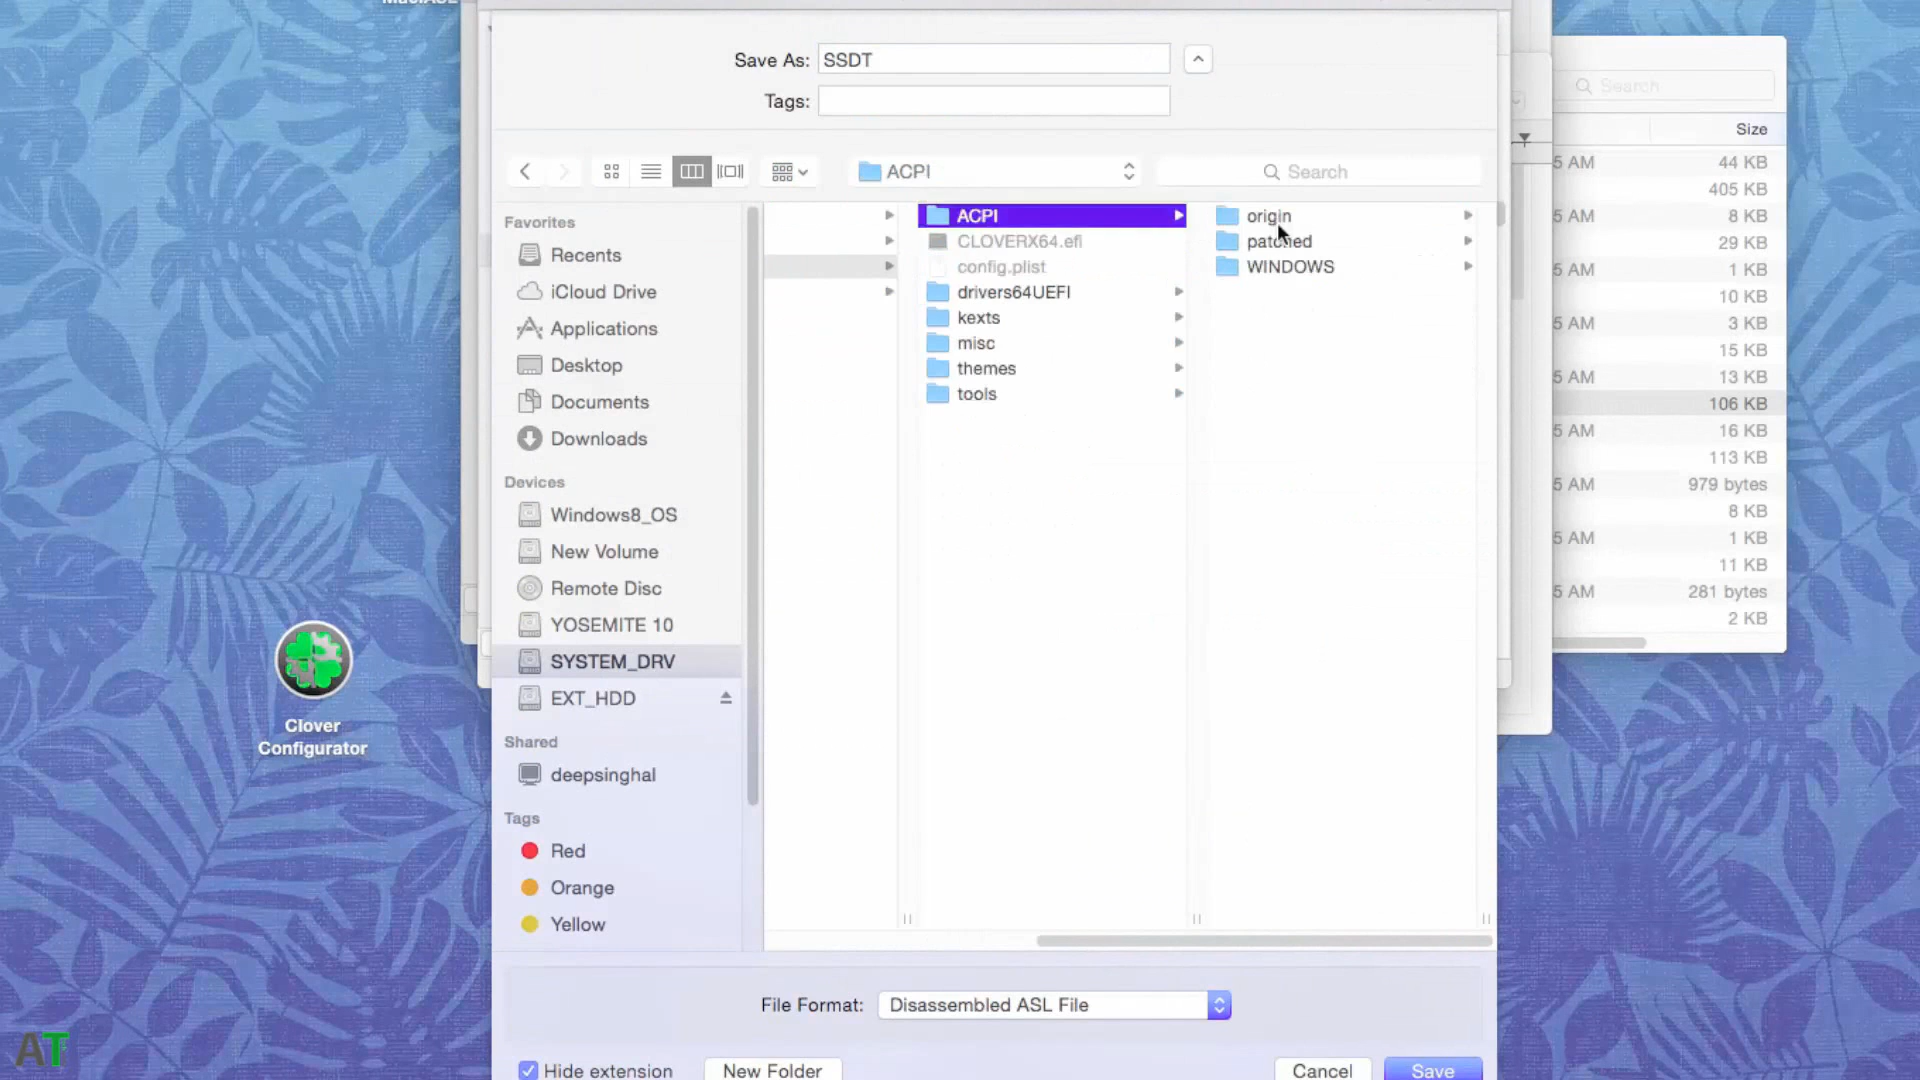 Save As: SSDT
Tags:
ACPI
Search
Search
Size
Favorites
Recents
iCloud Drive
Applications
Desktop
Documents
Downloads
Devices
Windows8_OS
New Volume
Remote Disc
YOSEMITE 10
SYSTEM_DRV
EXT_HDD
Shared
deepsinghal
Tags
Red
Orange
Yellow
ACPI
CLOVERX64.efi
config.plist
drivers64UEFI
kexts
misc
themes
tools
origin
patched
WINDOWS
5 AM 44 KB
405 KB
5 AM 8 KB
29 KB
5 AM 1 KB
10 KB
5 AM 3 KB
15 KB
5 AM 13 KB
106 KB
5 AM 16 KB
113 KB
5 AM 979 bytes
8 KB
5 AM 1 KB
11 KB
5 AM 281 bytes
2 KB
Clover
Configurator
File Format: Disassembled ASL File
Hide extension
New Folder
Cancel
Save
AT